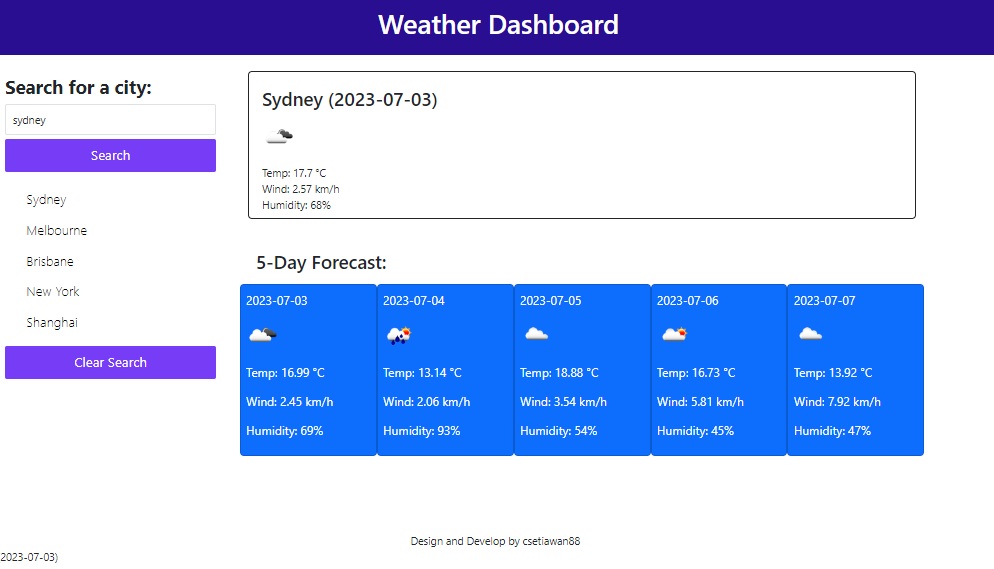 Weather Dashboard
Search for a city:
sydney
Search
Sydney
Melbourne
Brisbane
New York
Shanghai
Clear Search
Sydney (2023-07-03)
Temp: 17.7 °C
Wind: 2.57 km/h
Humidity: 68%
5-Day Forecast:
2023-07-03
Temp: 16.99 °C
Wind: 2.45 km/h
Humidity: 69%
2023-07-04
Temp: 13.14 °C
Wind: 2.06 km/h
Humidity: 93%
2023-07-05
Temp: 18.88 °C
Wind: 3.54 km/h
Humidity: 54%
2023-07-06
Temp: 16.73 °C
Wind: 5.81 km/h
Humidity: 45%
2023-07-07
Temp: 13.92 °C
Wind: 7.92 km/h
Humidity: 47%
Design and Develop by csetiawan88
2023-07-03)